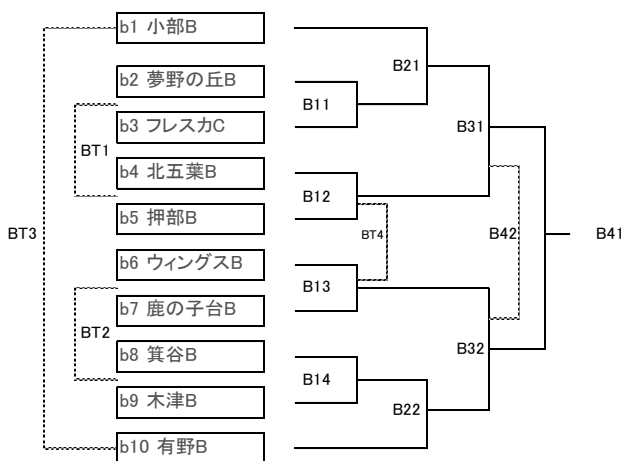 b1 小部B
B21
b2 夢野の丘B
B11
b3 フレスカC
B31
BT1
b4 北五葉B
B12
b5 押部B
BT3
BT4
B42
B41
b6 ウィングスB
B13
b7 鹿の子台B
BT2
B32
b8 箕谷B
B14
b9 木津B
B22
b10 有野B